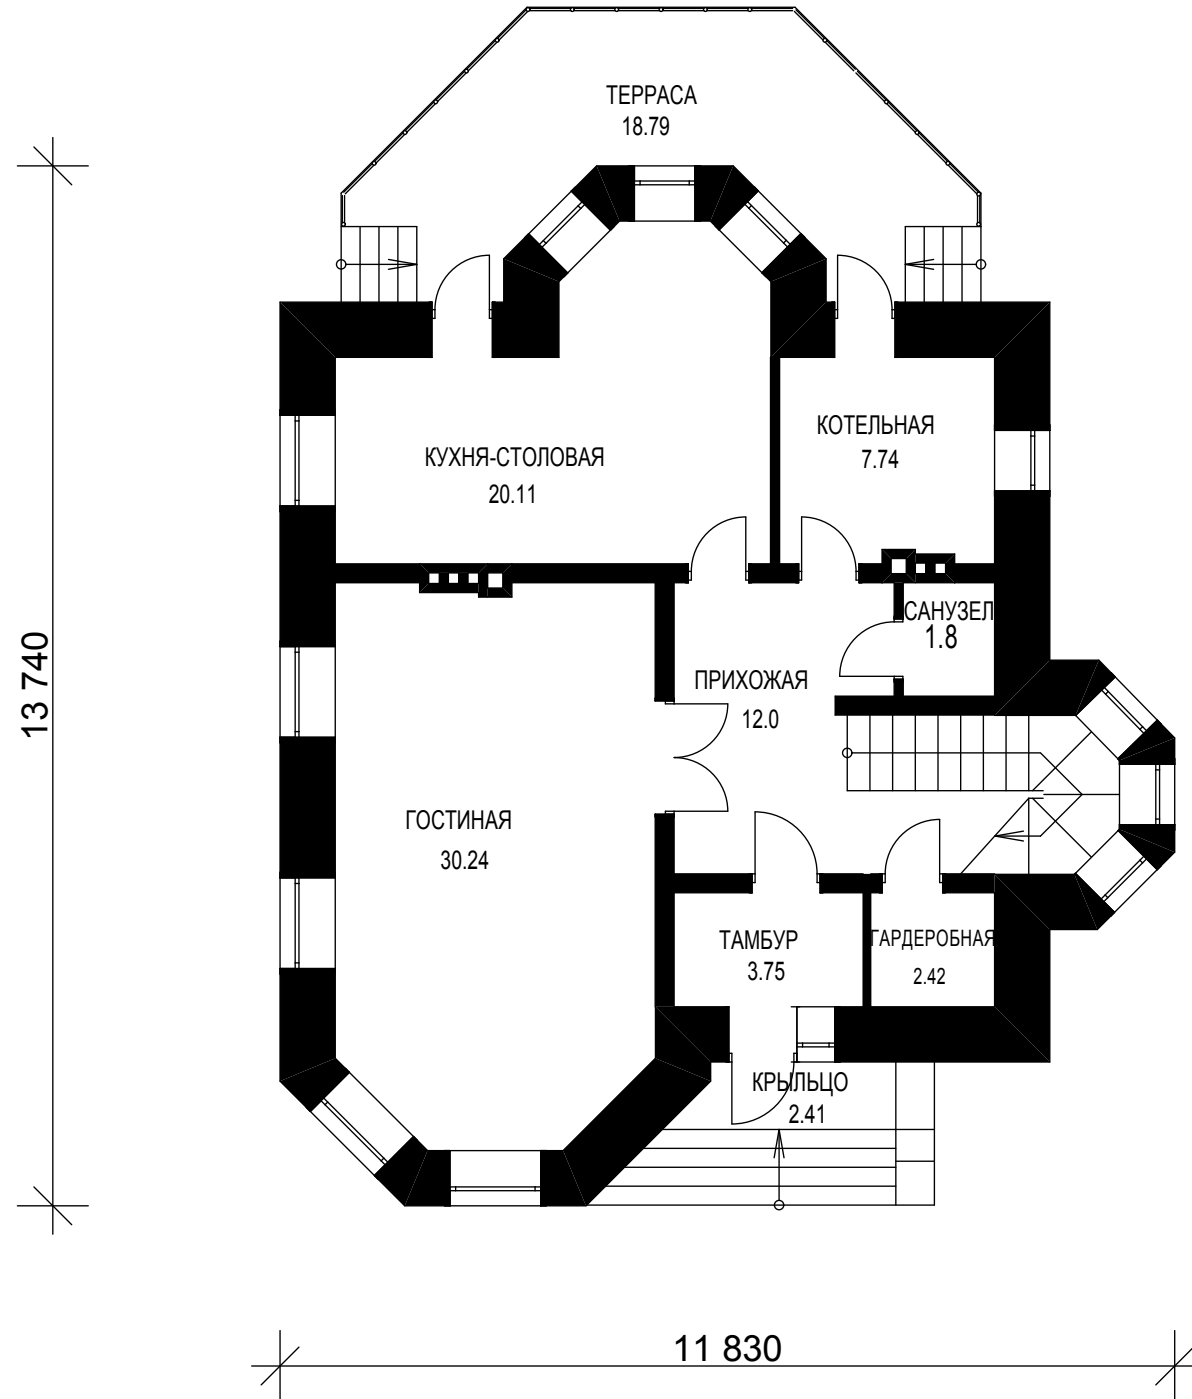 ТЕРРАСА
18.79
КОТЕЛЬНАЯ
7.74
КУХНЯ-СТОЛОВАЯ
20.11
САНУЗЕЛ
1.8
ПРИХОЖАЯ
12.0
13 740
ГОСТИНАЯ
30.24
ТАМБУР
3.75
ГАРДЕРОБНАЯ
2.42
КРЫЛЬЦО
2.41
11 830